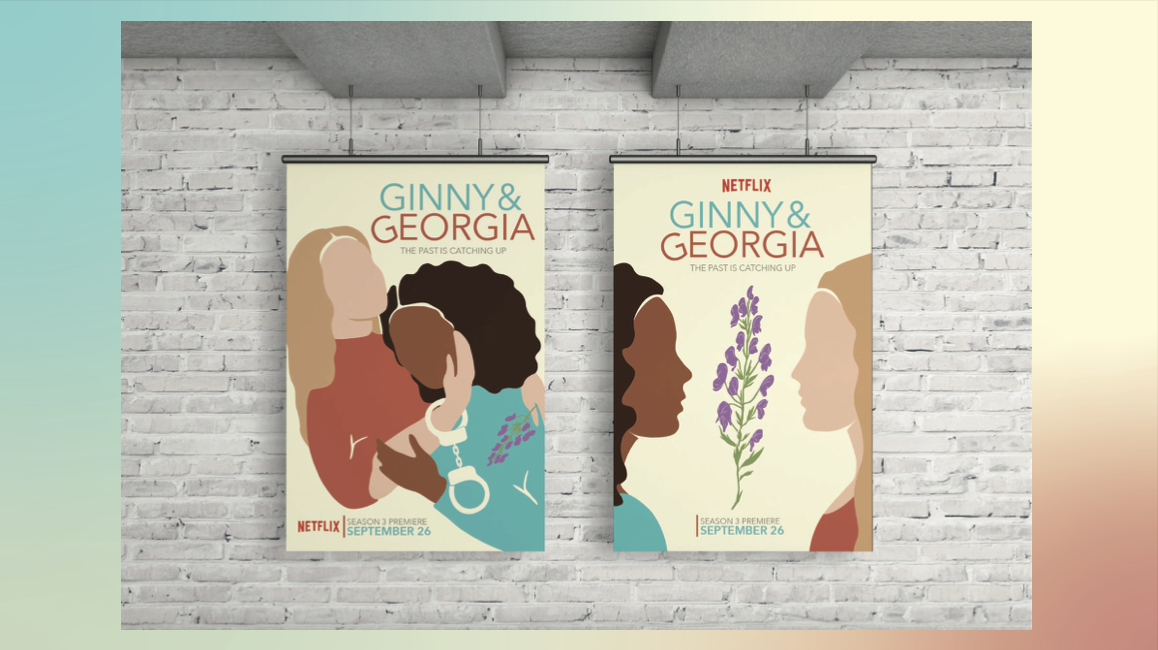 GINNY &
GEORGIA
THE PAST IS CATCHING UP
NETFLIX
SEASON 3 PREMIERE
SEPTEMBER 26
NETFLIX
GINNY &
GEORGIA
THE PAST IS CATCHING UP
SEASON 3 PREMIERE
SEPTEMBER 26